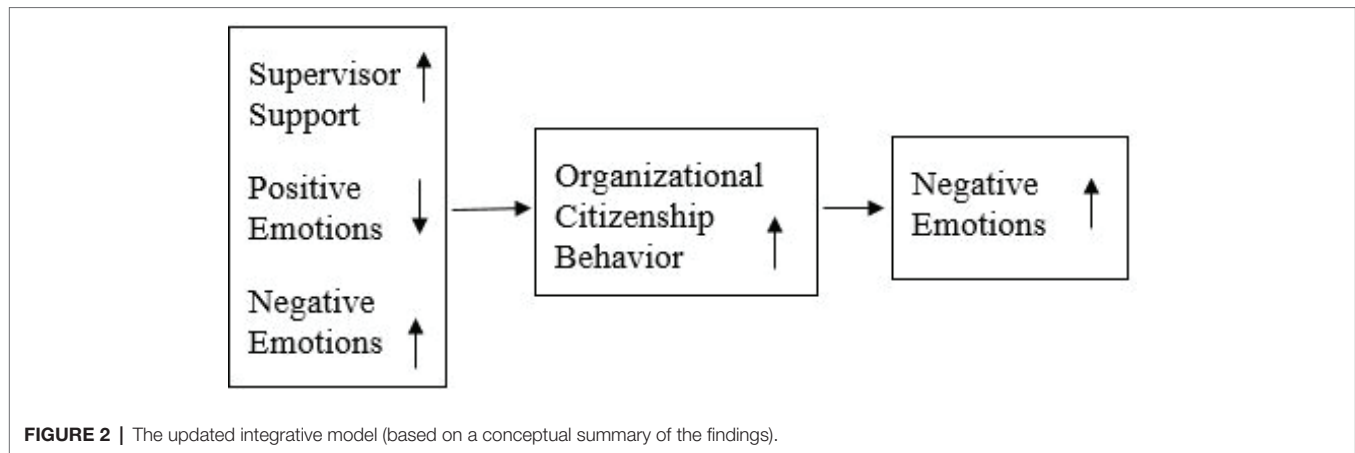 Supervisor
Support
Positive
Emotions
Negative
Emotions
Organizational
Citizenship
Behavior
Negative
Emotions
FIGURE 2 | The updated integrative model (based on a conceptual summary of the findings).